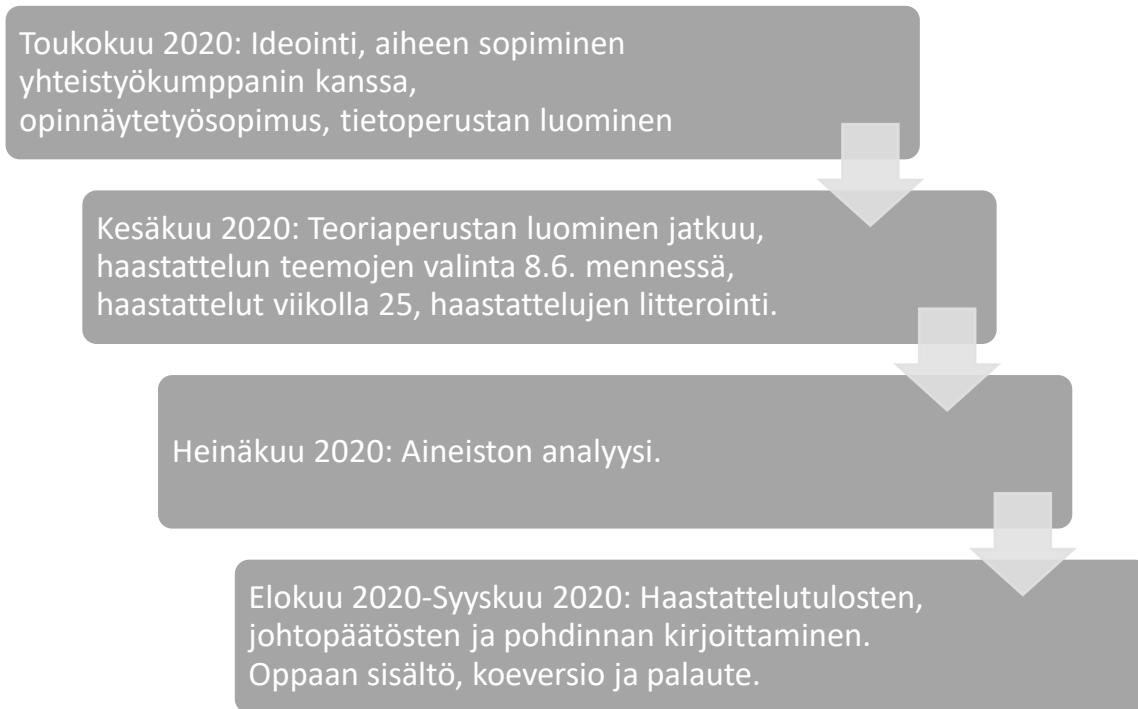 Toukokuu 2020: Ideointi, aiheen sopiminen
yhteistyökumppanin kanssa,
opinnäytetyösopimus, tietoperustan luominen
Kesäkuu 2020: Teoriaperustan luominen jatkuu,
haastattelun teemojen valinta 8.6. mennessä,
haastattelut viikolla 25, haastattelujen litterointi.
Heinäkuu 2020: Aineiston analyysi.
Elokuu 2020-Syyskuu 2020: Haastattelutulosten,
johtopäätösten ja pohdinnan kirjoittaminen.
Oppaan sisältö, koeversio ja palaute.